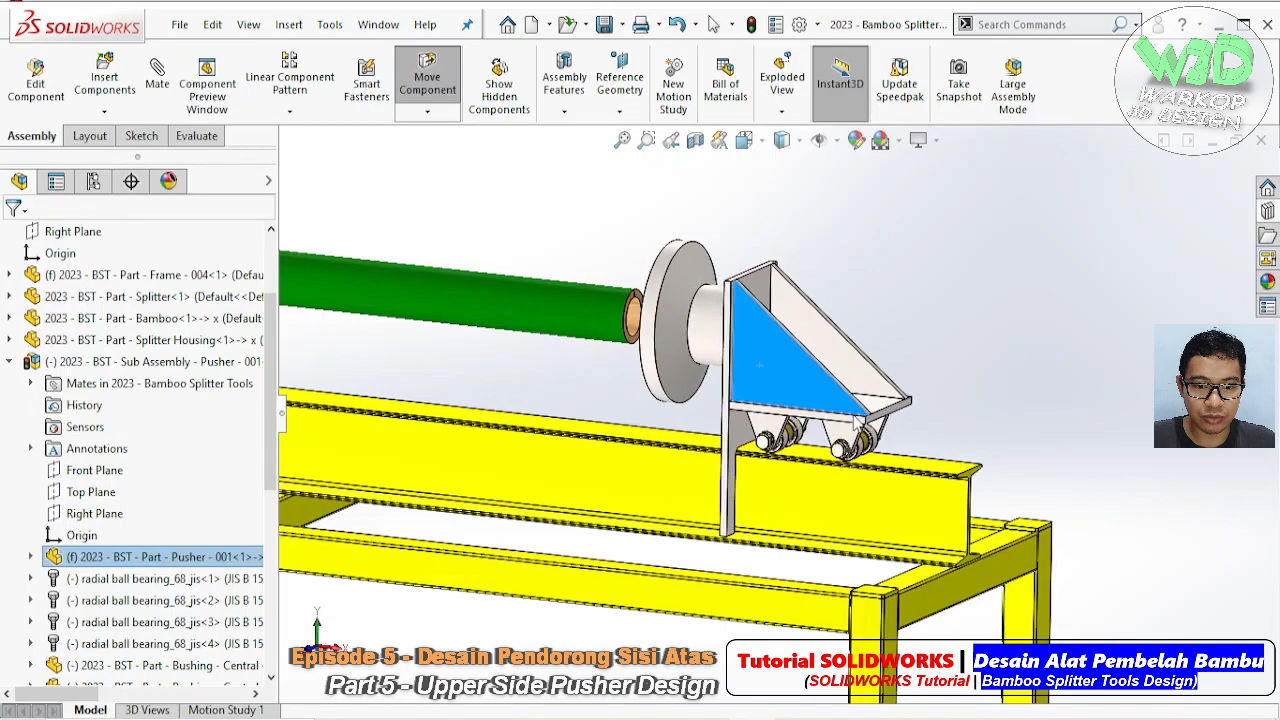 SOLIDWORKS
File Edit View Insert Tools Window Help
2023 - Bamboo Splitter...
Search Commands
Edit Component
Insert Components
Mate
Component Preview Window
Linear Component Pattern
Smart Fasteners
Move Component
Show Hidden Components
Assembly Features
Reference Geometry
New Motion Study
Bill of Materials
Exploded View
Instant3D
Update Speedpak
Take Snapshot
Large Assembly Mode
W3D
WARKOP
3D DESIGN
Assembly Layout Sketch Evaluate
Right Plane
Origin
(f) 2023 - BST - Part - Frame - 004<1> (Defau
2023 - BST - Part - Splitter<1> (Default<<Def
2023 - BST - Part - Bamboo<1>-> x (Default<
2023 - BST - Part - Splitter Housing<1>-> x (
(-) 2023 - BST - Sub Assembly - Pusher - 001
Mates in 2023 - Bamboo Splitter Tools
History
Sensors
Annotations
Front Plane
Top Plane
Right Plane
Origin
(f) 2023 - BST - Part - Pusher - 001<1>->
(-) radial ball bearing_68_jis<1> (JIS B 15
(-) radial ball bearing_68_jis<2> (JIS B 15
(-) radial ball bearing_68_jis<3> (JIS B 15
(-) radial ball bearing_68_jis<4> (JIS B 15
(-) 2023 - BST - Part - Bushing - Central
Y
X
Episode 5 - Desain Pendorong Sisi Atas
Part 5 - Upper Side Pusher Design
Tutorial SOLIDWORKS | Desain Alat Pembelah Bambu
(SOLIDWORKS Tutorial | Bamboo Splitter Tools Design)
Model 3D Views Motion Study 1